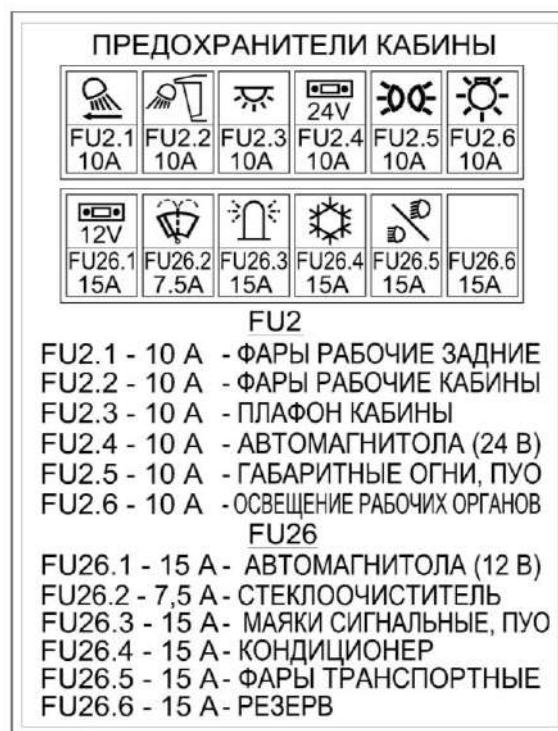 ПРЕДОХРАНИТЕЛИ КАБИНЫ
24V
FU2.1 FU2.2 FU2.3 FU2.4 FU2.5 FU2.6
10A 10A 10A 10A 10A 10A
12V
FU26.1 FU26.2 FU26.3 FU26.4 FU26.5 FU26.6
15A 7.5A 15A 15A 15A 15A
FU2
FU2.1 - 10 А - ФАРЫ РАБОЧИЕ ЗАДНИЕ
FU2.2 - 10 А - ФАРЫ РАБОЧИЕ КАБИНЫ
FU2.3 - 10 А - ПЛАФОН КАБИНЫ
FU2.4 - 10 А - АВТОМАГНИТОЛА (24 В)
FU2.5 - 10 А - ГАБАРИТНЫЕ ОГНИ, ПУО
FU2.6 - 10 А - ОСВЕЩЕНИЕ РАБОЧИХ ОРГАНОВ
FU26
FU26.1 - 15 А - АВТОМАГНИТОЛА (12 В)
FU26.2 - 7,5 А - СТЕКЛООЧИСТИТЕЛЬ
FU26.3 - 15 А - МАЯКИ СИГНАЛЬНЫЕ, ПУО
FU26.4 - 15 А - КОНДИЦИОНЕР
FU26.5 - 15 А - ФАРЫ ТРАНСПОРТНЫЕ
FU26.6 - 15 А - РЕЗЕРВ